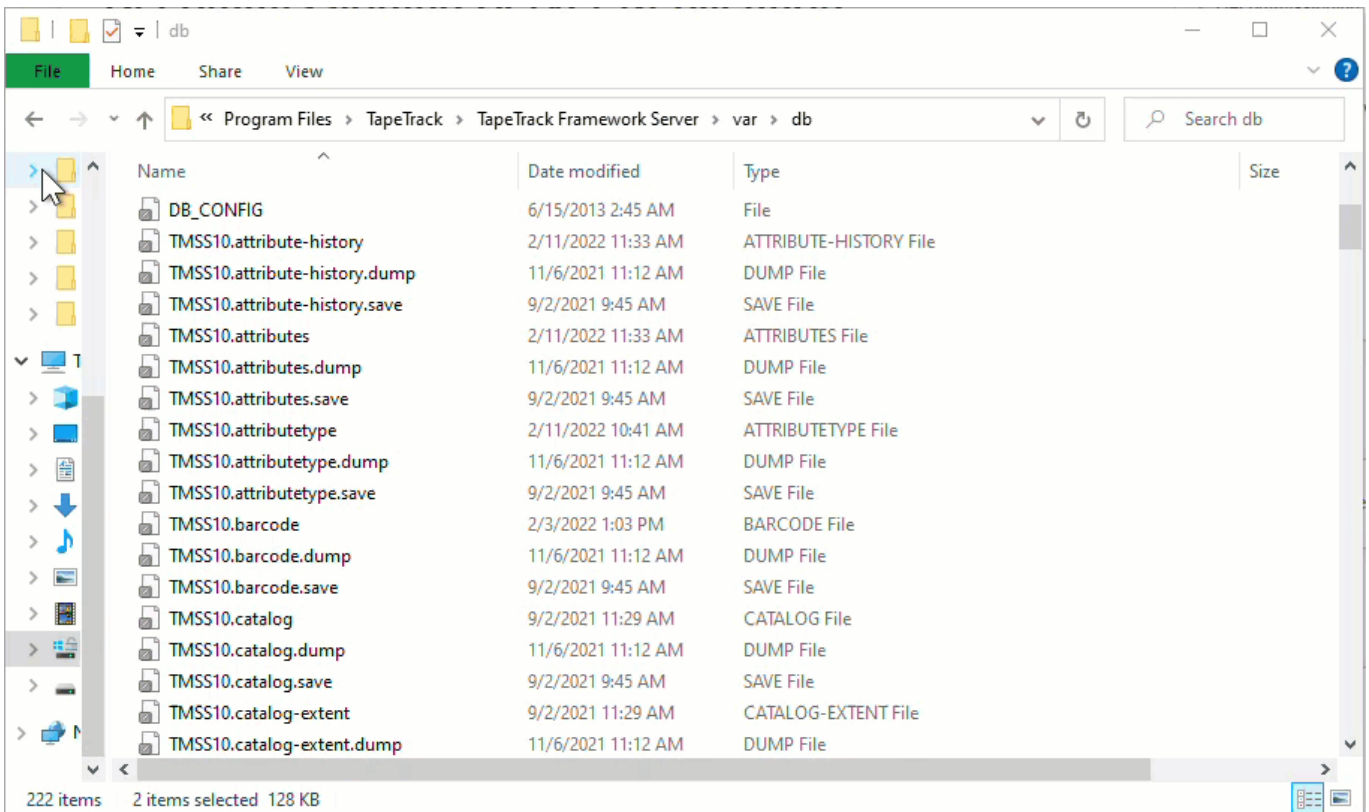 db
File Home Share View
« Program Files > TapeTrack > TapeTrack Framework Server > var > db
Search db
Name Date modified Type Size
DB_CONFIG 6/15/2013 2:45 AM File
TMSS10.attribute-history 2/11/2022 11:33 AM ATTRIBUTE-HISTORY File
TMSS10.attribute-history.dump 11/6/2021 11:12 AM DUMP File
TMSS10.attribute-history.save 9/2/2021 9:45 AM SAVE File
TMSS10.attributes 2/11/2022 11:33 AM ATTRIBUTES File
TMSS10.attributes.dump 11/6/2021 11:12 AM DUMP File
TMSS10.attributes.save 9/2/2021 9:45 AM SAVE File
TMSS10.attributetype 2/11/2022 10:41 AM ATTRIBUTETYPE File
TMSS10.attributetype.dump 11/6/2021 11:12 AM DUMP File
TMSS10.attributetype.save 9/2/2021 9:45 AM SAVE File
TMSS10.barcode 2/3/2022 1:03 PM BARCODE File
TMSS10.barcode.dump 11/6/2021 11:12 AM DUMP File
TMSS10.barcode.save 9/2/2021 9:45 AM SAVE File
TMSS10.catalog 9/2/2021 11:29 AM CATALOG File
TMSS10.catalog.dump 11/6/2021 11:12 AM DUMP File
TMSS10.catalog.save 9/2/2021 9:45 AM SAVE File
TMSS10.catalog-extent 9/2/2021 11:29 AM CATALOG-EXTENT File
TMSS10.catalog-extent.dump 11/6/2021 11:12 AM DUMP File
222 items 2 items selected 128 KB